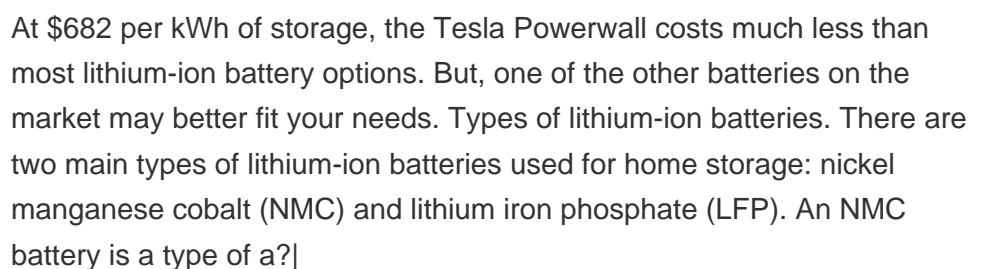 At $682 per kWh of storage, the Tesla Powerwall costs much less than
most lithium-ion battery options. But, one of the other batteries on the
market may better fit your needs. Types of lithium-ion batteries. There are
two main types of lithium-ion batteries used for home storage: nickel
manganese cobalt (NMC) and lithium iron phosphate (LFP). An NMC
battery is a type of a?|